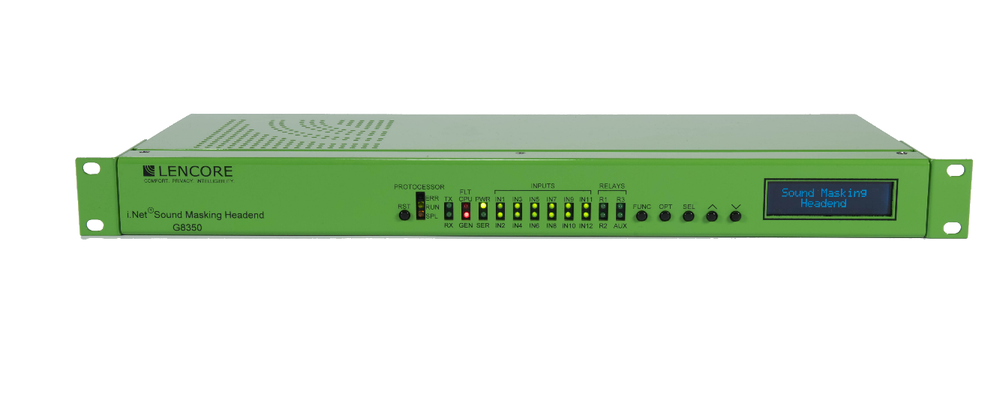 LENCORE
COMFORT. PRIVACY. INTELLIGIBILITY.
i.Net® Sound Masking Headend
G8350
PROTOCESSOR
RST
ERR
RUN
SPL
TX
RX
FLT
CPU
GEN
PWR
SER
INPUTS
IN1 IN3 IN5 IN7 IN9 IN11
IN2 IN4 IN6 IN8 IN10 IN12
RELAYS
R1 R3
R2 AUX
FUNC OPT SEL
Sound Masking
Headend